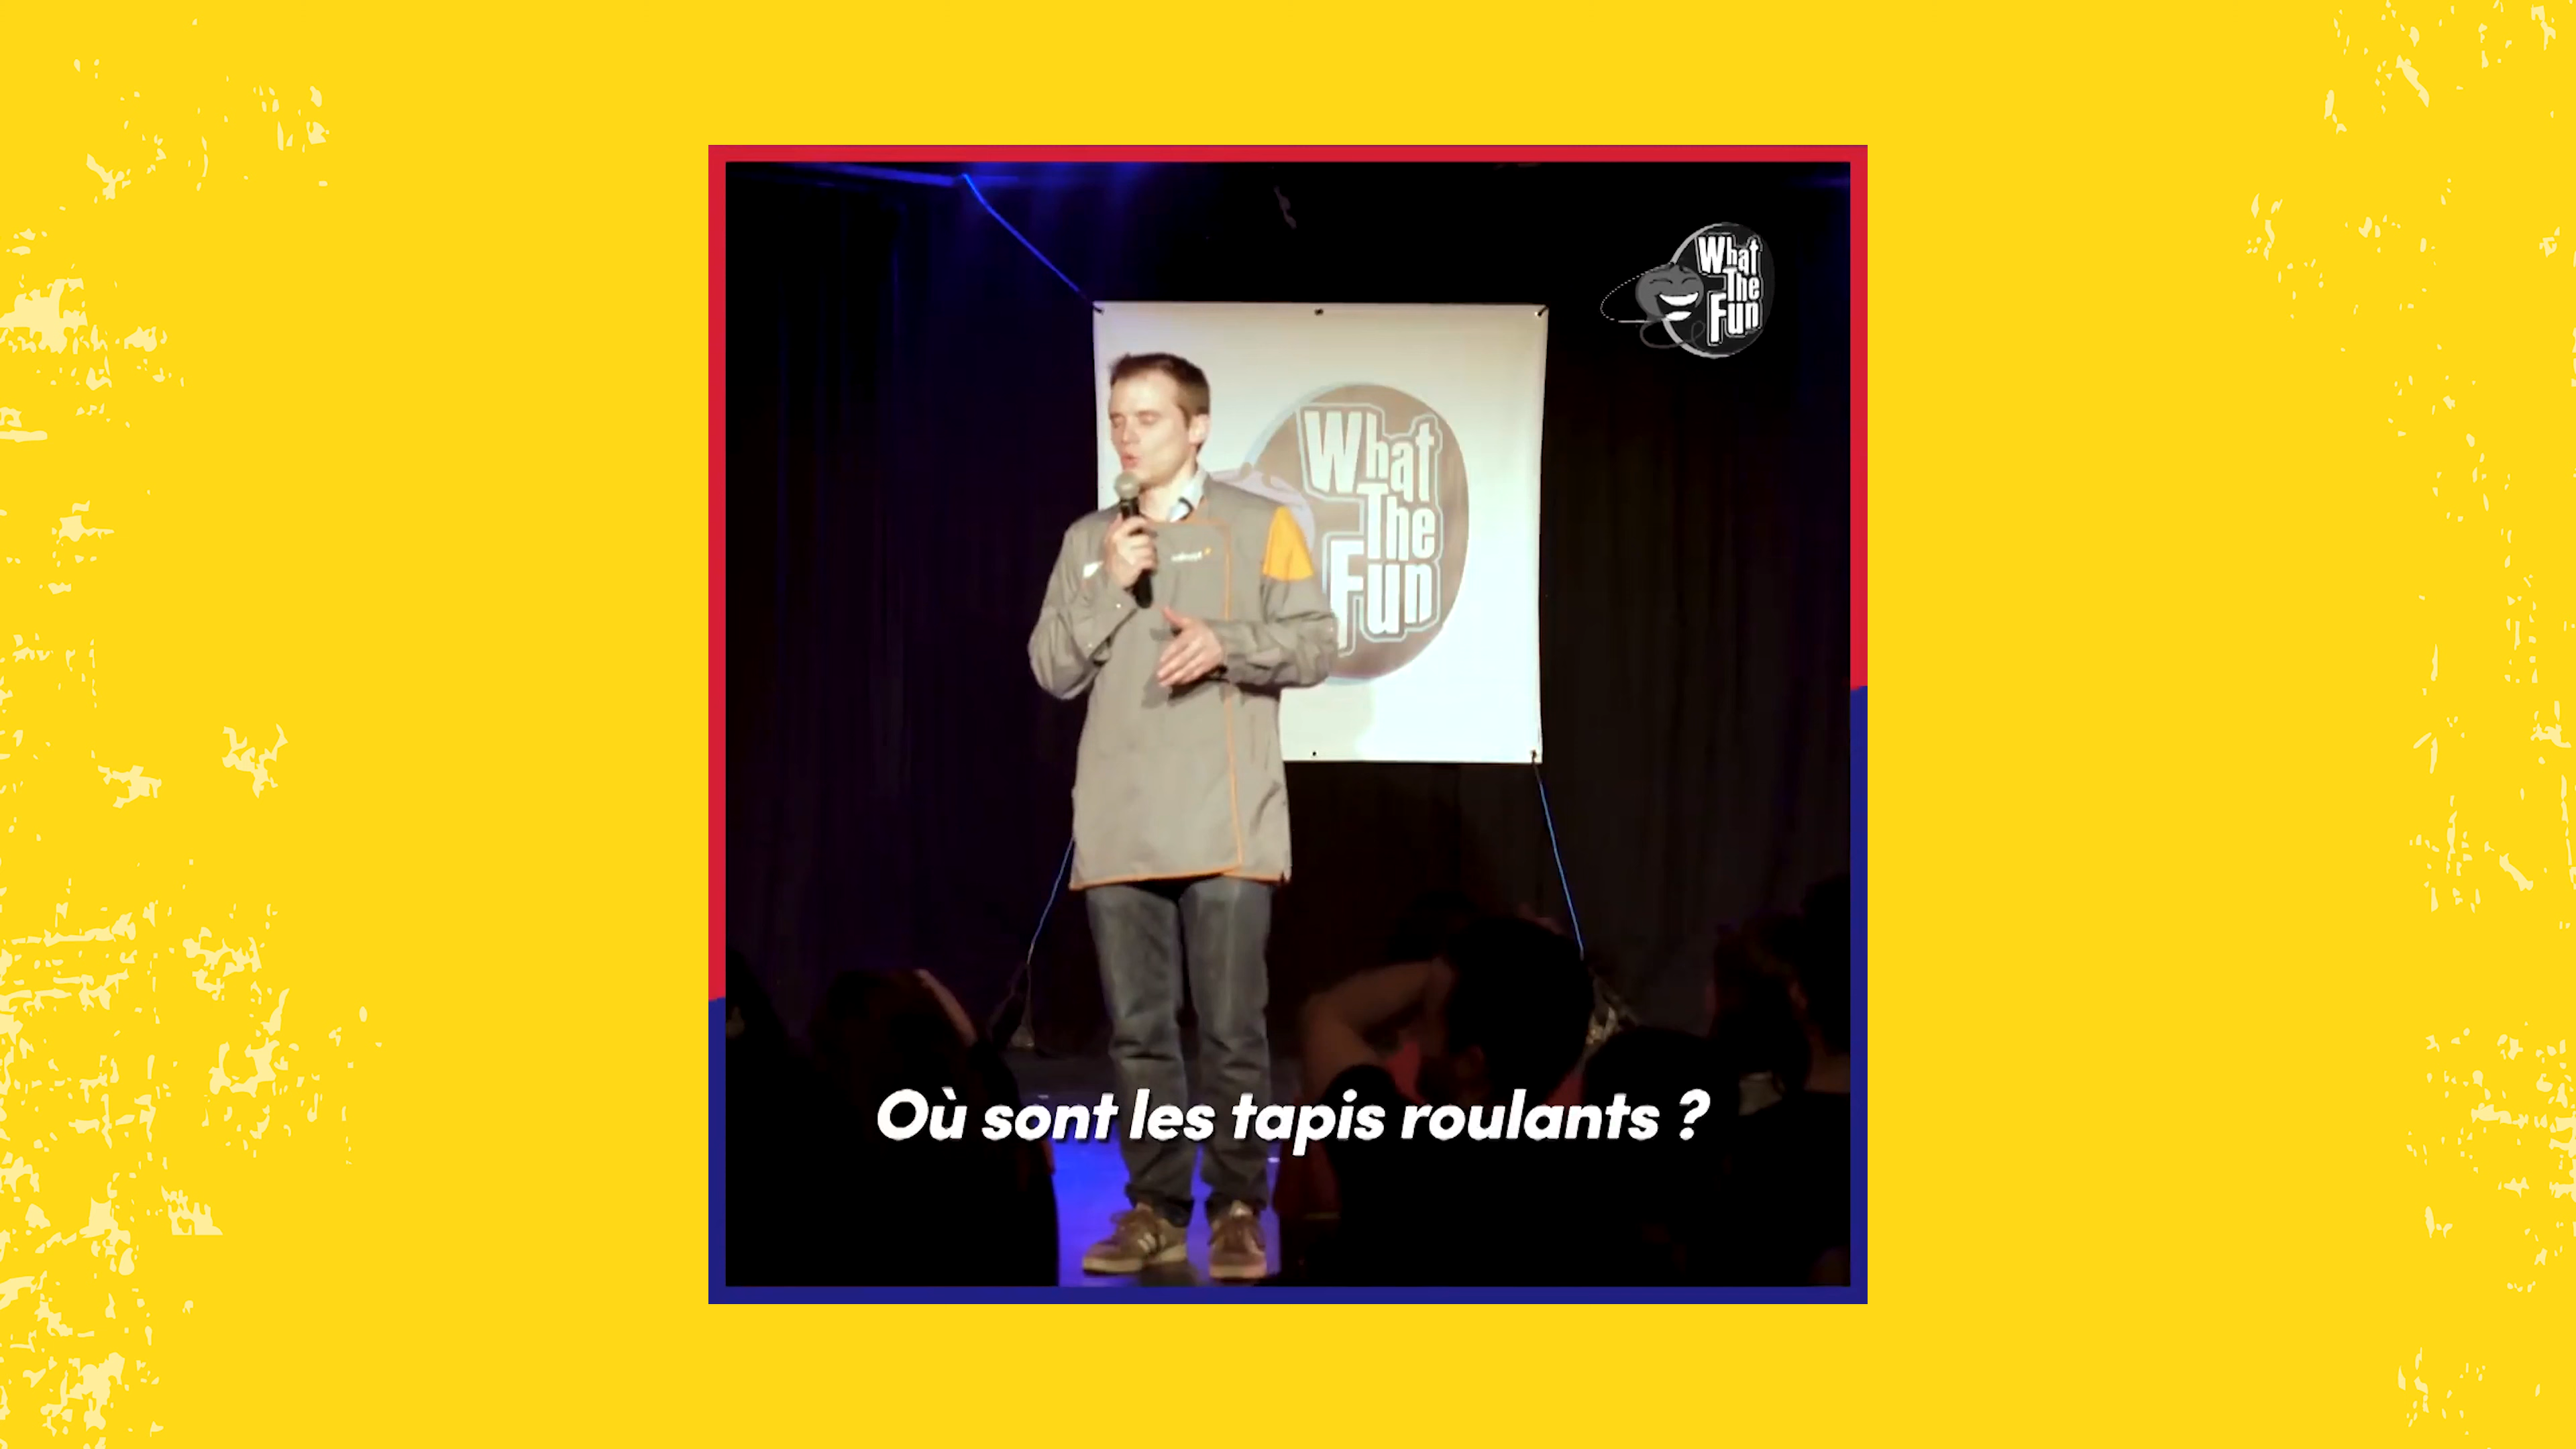 What
The
Fun
What
The
Fun
Où sont les tapis roulants ?